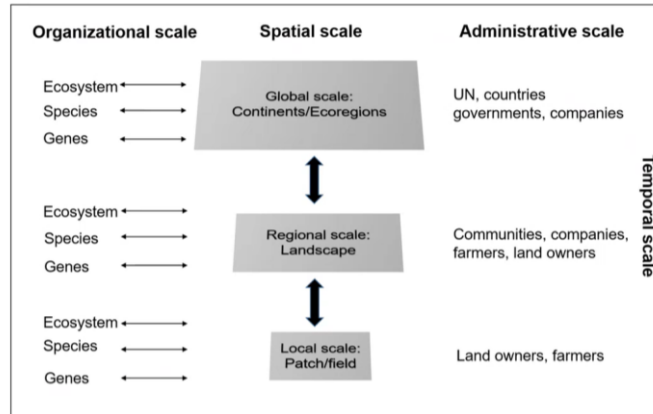 Organizational scale
Spatial scale
Administrative scale
Ecosystem
Species
Genes
Global scale:
Continents/Ecoregions
UN, countries
governments, companies
Ecosystem
Species
Genes
Regional scale:
Landscape
Communities, companies,
farmers, land owners
Ecosystem
Species
Genes
Local scale:
Patch/field
Land owners, farmers
Temporal scale